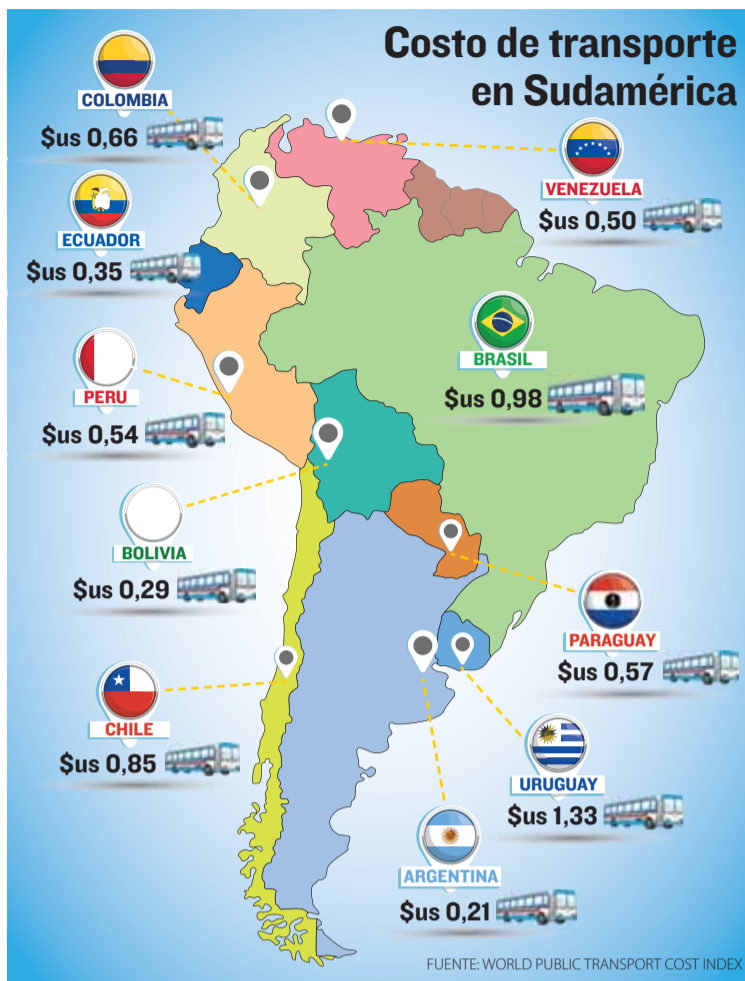 Costo de transporte
en Sudamérica
COLOMBIA
$us 0,66
VENEZUELA
$us 0,50
ECUADOR
$us 0,35
BRASIL
$us 0,98
PERU
$us 0,54
BOLIVIA
$us 0,29
PARAGUAY
$us 0,57
CHILE
$us 0,85
URUGUAY
$us 1,33
ARGENTINA
$us 0,21
FUENTE: WORLD PUBLIC TRANSPORT COST INDEX